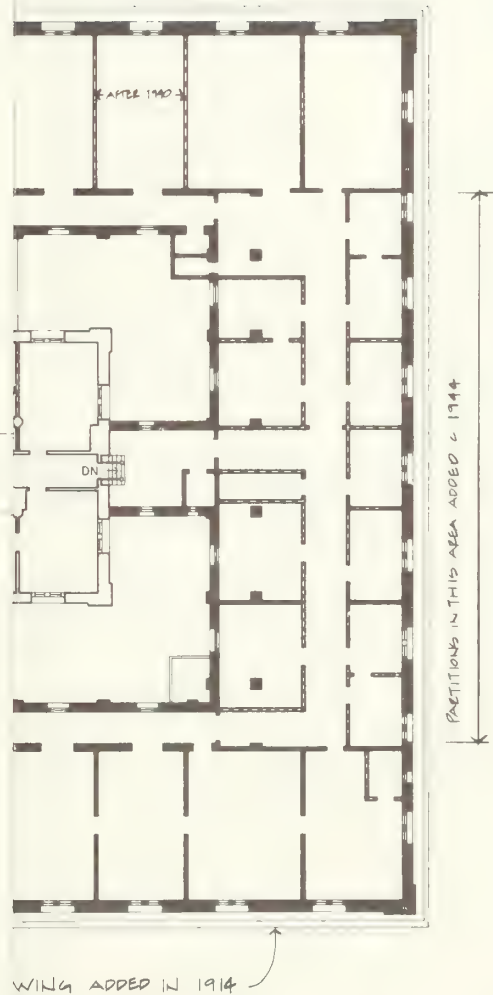 AFTER 1940
DN
PARTITIONS IN THIS AREA ADDED C 1944
WING ADDED IN 1914